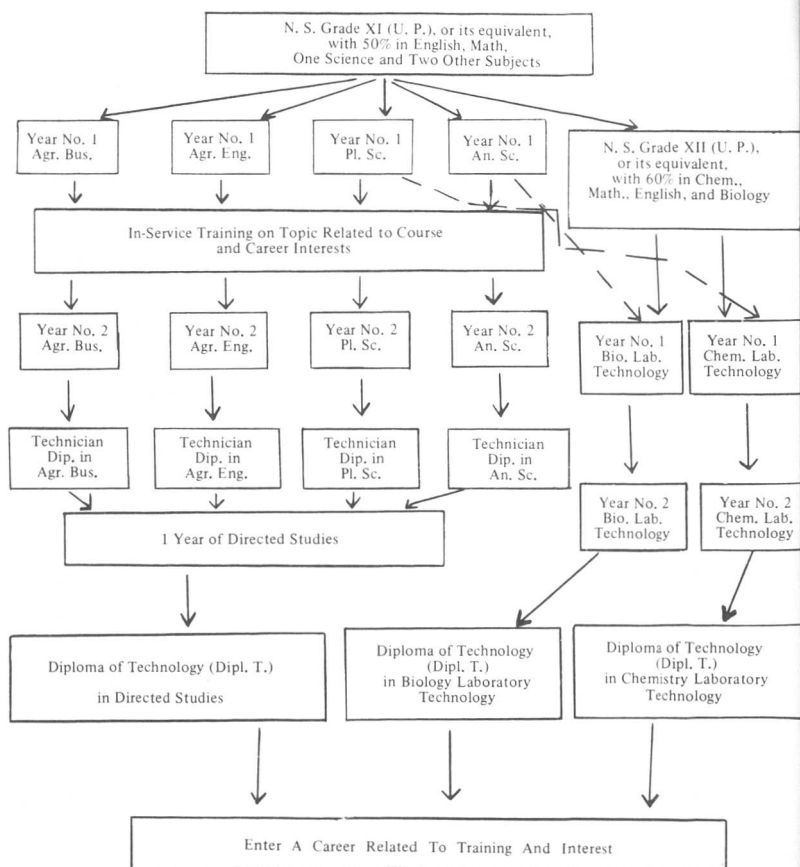 N. S. Grade XI (U. P.), or its equivalent,
with 50% in English, Math,
One Science and Two Other Subjects
Year No. 1
Agr. Bus.
Year No. 1
Agr. Eng.
Year No. 1
Pl. Sc.
Year No. 1
An. Sc.
N. S. Grade XII (U. P.),
or its equivalent,
with 60% in Chem.,
Math., English, and Biology
In-Service Training on Topic Related to Course
and Career Interests
Year No. 2
Agr. Bus.
Year No. 2
Agr. Eng.
Year No. 2
Pl. Sc.
Year No. 2
An. Sc.
Year No. 1
Bio. Lab.
Technology
Year No. 1
Chem. Lab.
Technology
Technician
Dip. in
Agr. Bus.
Technician
Dip. in
Agr. Eng.
Technician
Dip. in
Pl. Sc.
Technician
Dip. in
An. Sc.
Year No. 2
Bio. Lab.
Technology
Year No. 2
Chem. Lab.
Technology
1 Year of Directed Studies
Diploma of Technology (Dipl. T.)
in Directed Studies
Diploma of Technology
(Dipl. T.)
in Biology Laboratory
Technology
Diploma of Technology
(Dipl. T.)
in Chemistry Laboratory
Technology
Enter A Career Related To Training And Interest